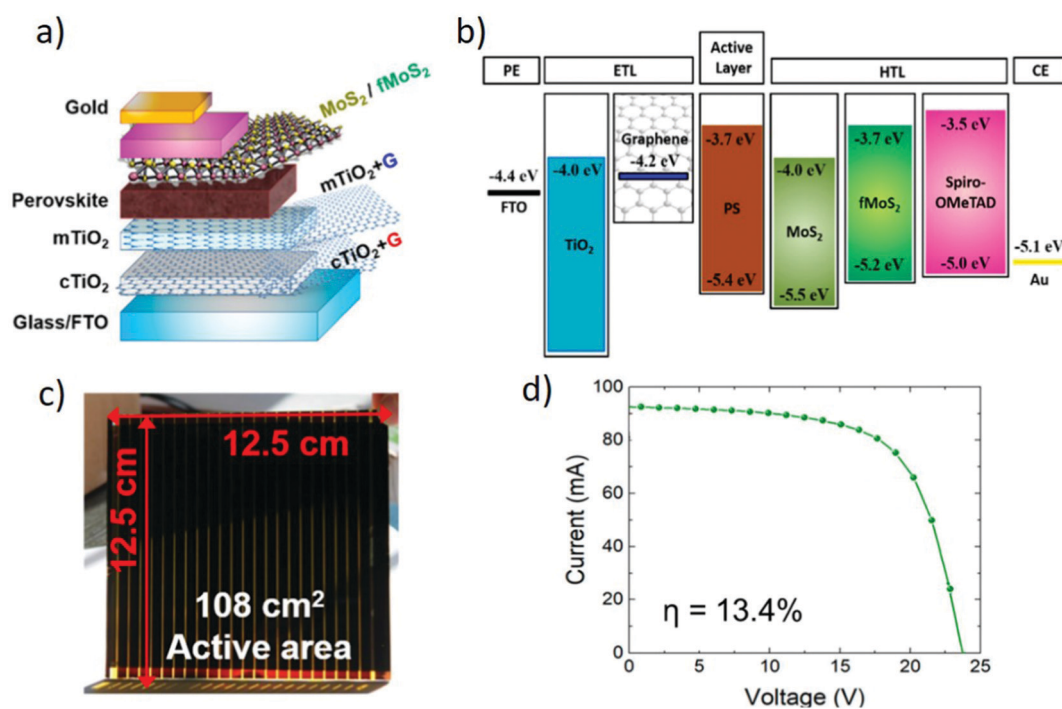 a)
Gold
MoS₂ / fMoS₂
Perovskite
mTiO₂+G
mTiO₂
cTiO₂+G
cTiO₂
Glass/FTO
b)
PE
ETL
Active
Layer
HTL
CE
-4.4 eV
FTO
-4.0 eV
TiO₂
Graphene
-4.2 eV
-3.7 eV
PS
-5.4 eV
-4.0 eV
MoS₂
-5.5 eV
-3.7 eV
fMoS₂
-5.2 eV
-3.5 eV
Spiro-
OMeTAD
-5.0 eV
-5.1 eV
Au
c)
12.5 cm
12.5 cm
108 cm²
Active area
d)
100
80
60
40
20
0
Current (mA)
η = 13.4%
0 5 10 15 20 25
Voltage (V)